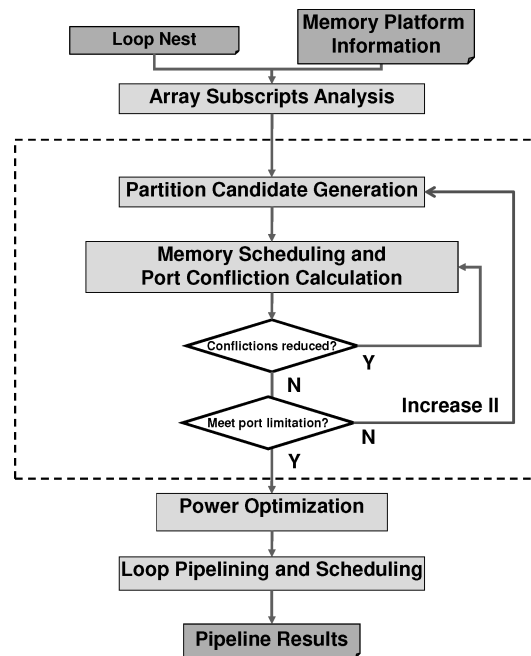 Loop Nest
Memory Platform
Information
Array Subscripts Analysis
Partition Candidate Generation
Memory Scheduling and
Port Confliction Calculation
Conflictions reduced?
Y
N
Increase II
Meet port limitation?
N
Y
Power Optimization
Loop Pipelining and Scheduling
Pipeline Results